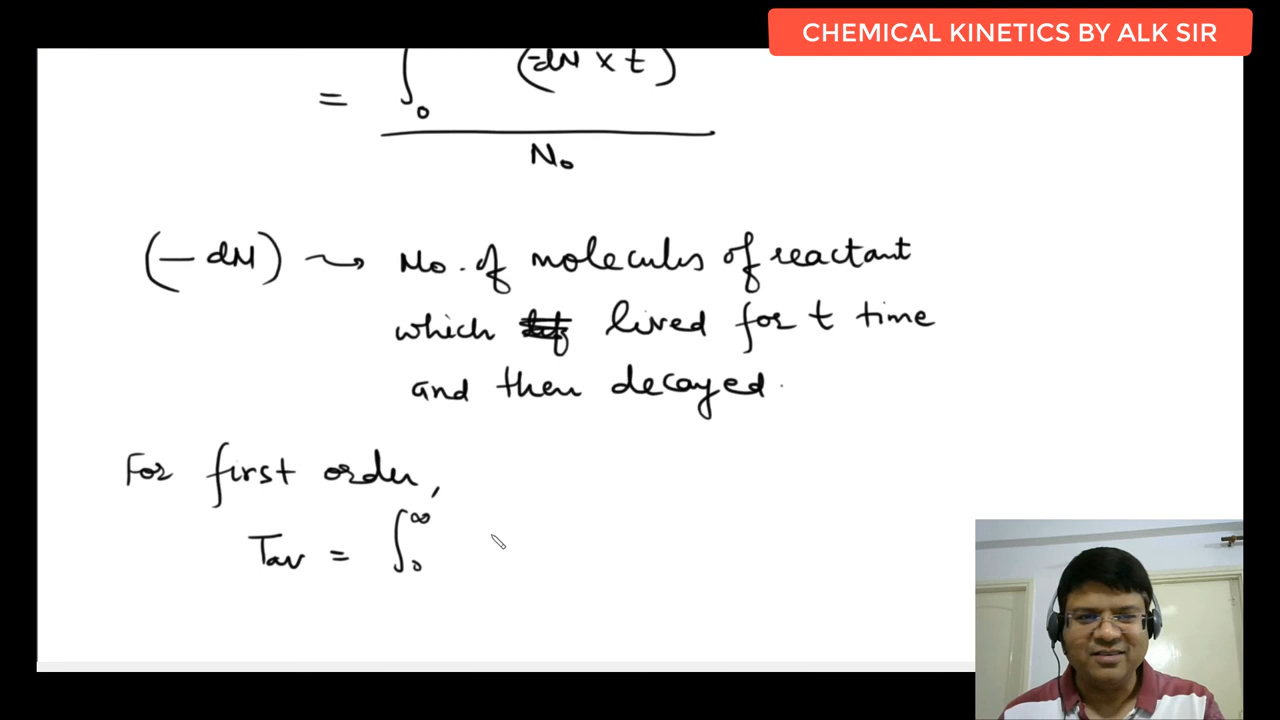 CHEMICAL KINETICS BY ALK SIR
= ∫₀ (-dN × t)
N₀
(- dN) ⇝ No. of molecules of reactant
which lived for t time
and then decayed.
For first order,
Tav = ∫₀^∞